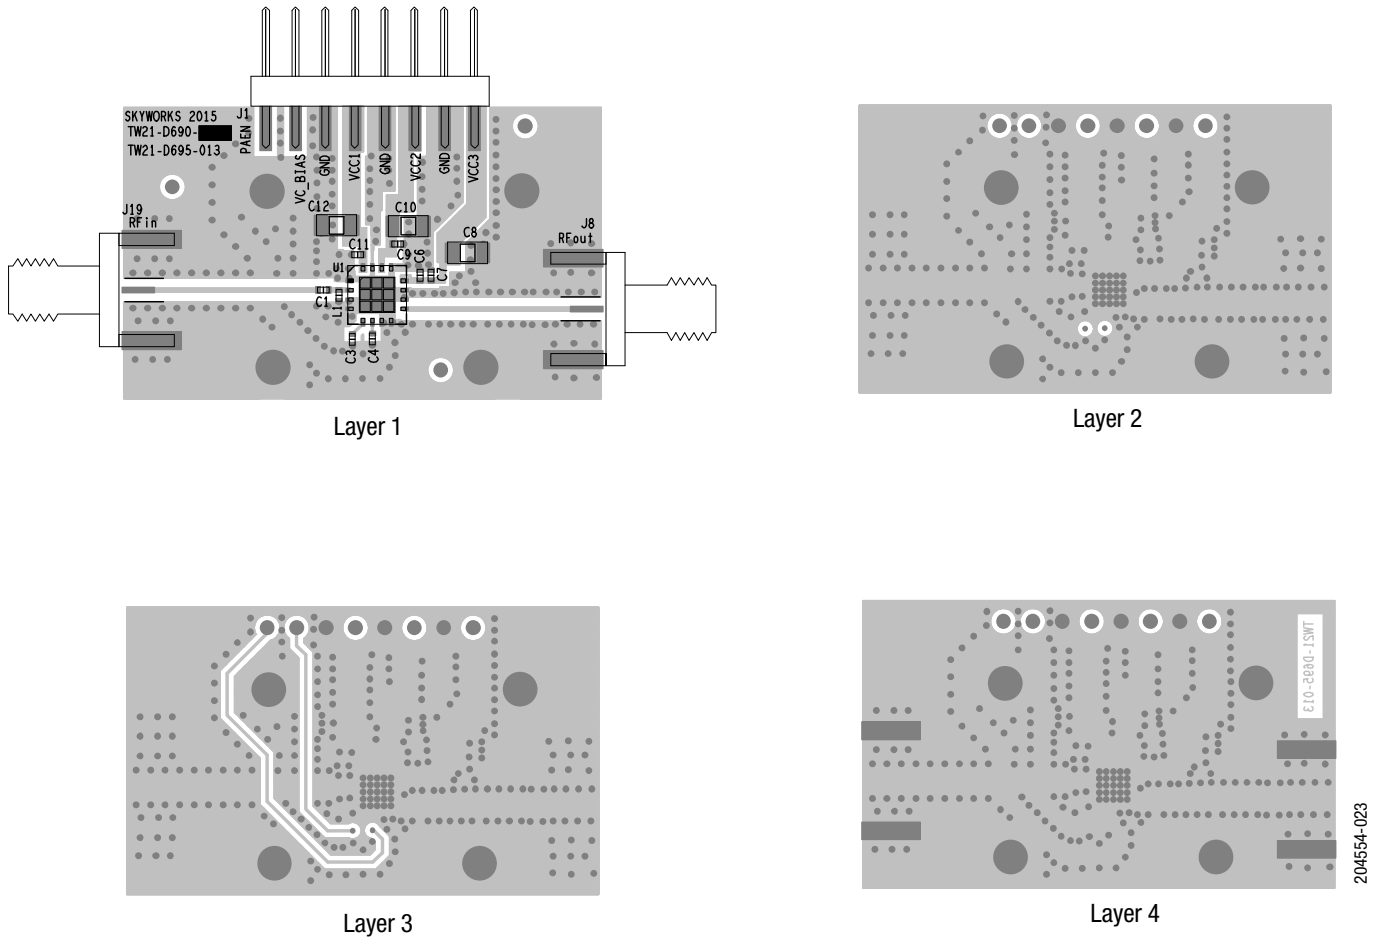 SKYWORKS 2015
TW21-D690-
TW21-D695-013
J1
PAEN
VC_BIAS
GND
VCC1
GND
VCC2
GND
VCC3
J19
RFin
C12
C10
C8
J8
RFout
C11
C9
C6
C7
U1
C1
L1
C3
C4
Layer 1
Layer 2
Layer 3
TW21-D695-013
Layer 4
204554-023